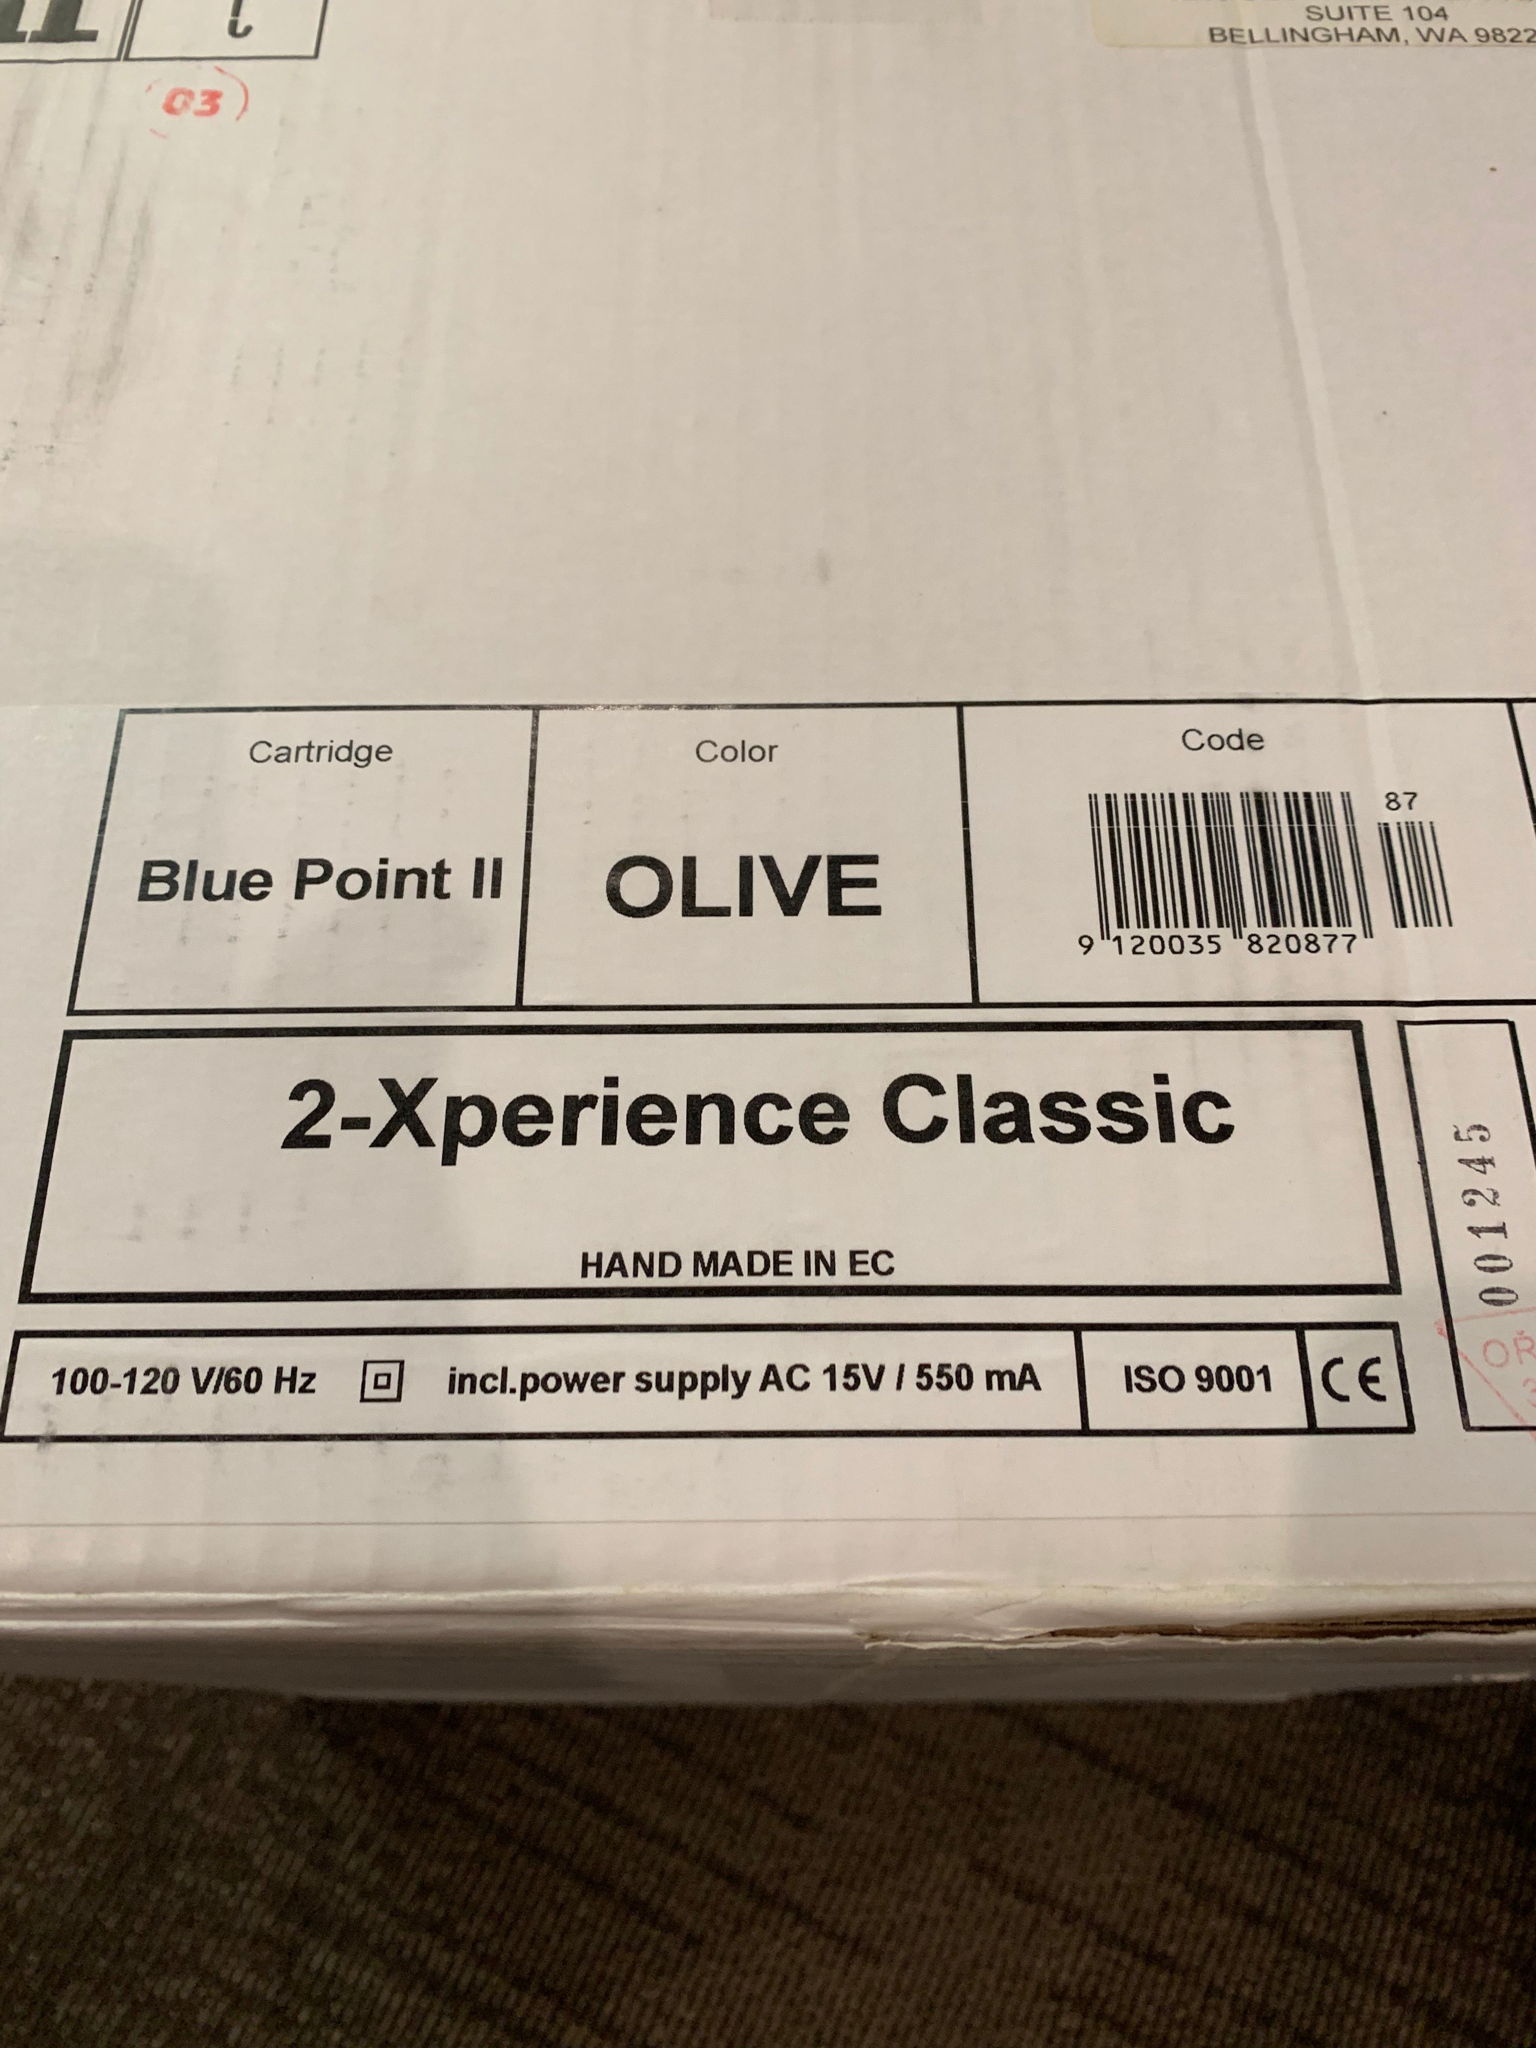 SUITE 104
BELLINGHAM, WA 9822
03
Cartridge
Blue Point II
Color
OLIVE
Code
87
9 120035 820877
2-Xperience Classic
HAND MADE IN EC
001245
100-120 V/60 Hz
incl.power supply AC 15V / 550 mA
ISO 9001
CE
OR